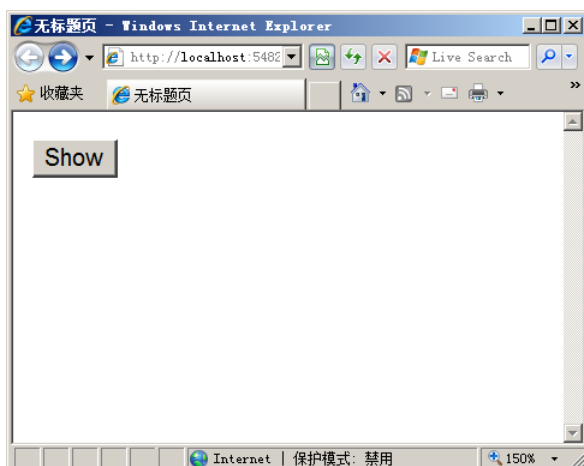 无标题页 - Windows Internet Explorer
http://localhost:5482
Live Search
收藏夹
无标题页
»
Show
Internet | 保护模式: 禁用
150%